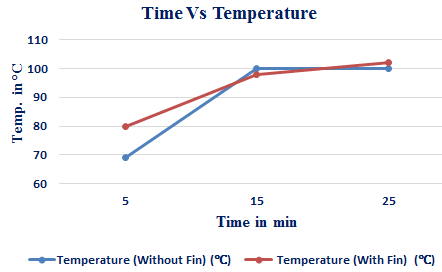 Time Vs Temperature
110
100
90
80
70
60
Temp. in °C
5 15 25
Time in min
Temperature (Without Fin) (℃) Temperature (With Fin) (℃)